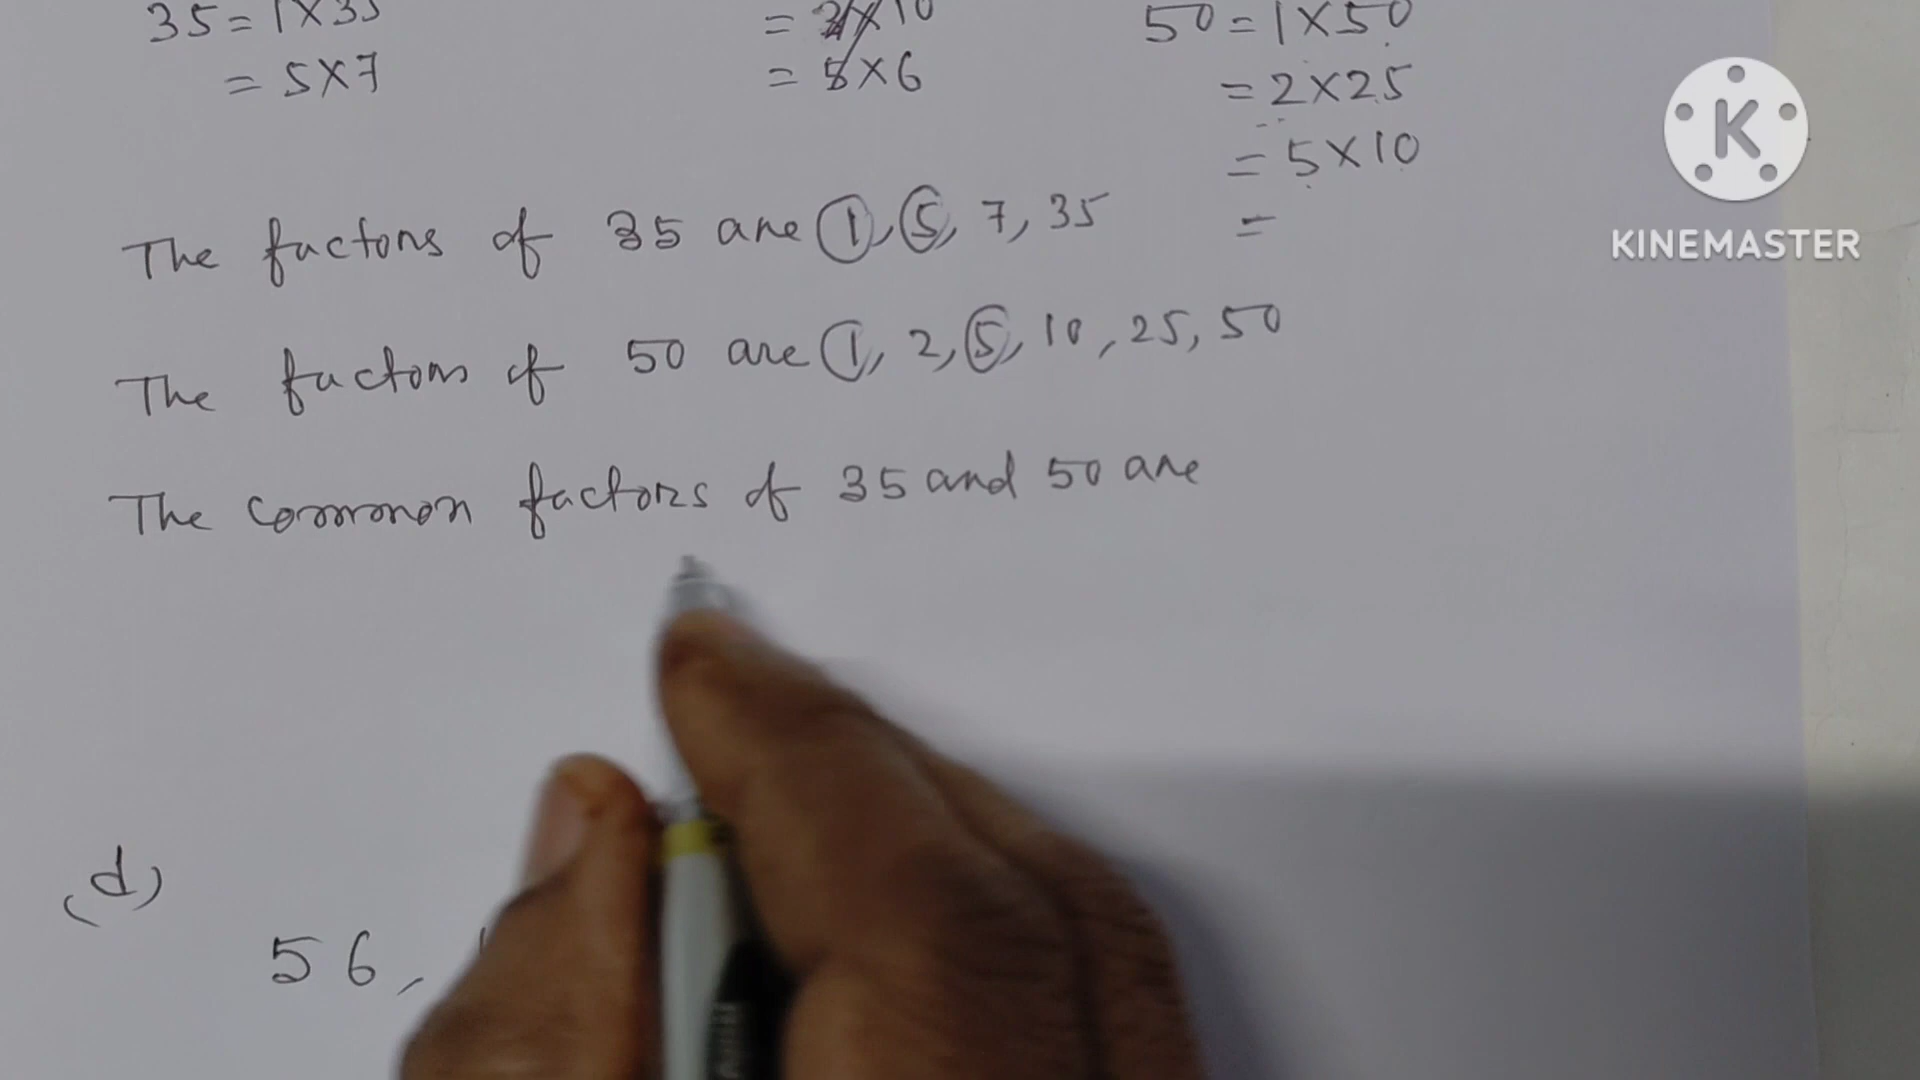 35 = 1 X 35
= 5 X 7
= X 10
= 5 X 6
50 = 1 X 50
= 2 X 25
= 5 X 10
=
The factors of 35 are 1, 5, 7, 35
The factors of 50 are 1, 2, 5, 10, 25, 50
The common factors of 35 and 50 are
(d)
56,
K
KINEMASTER